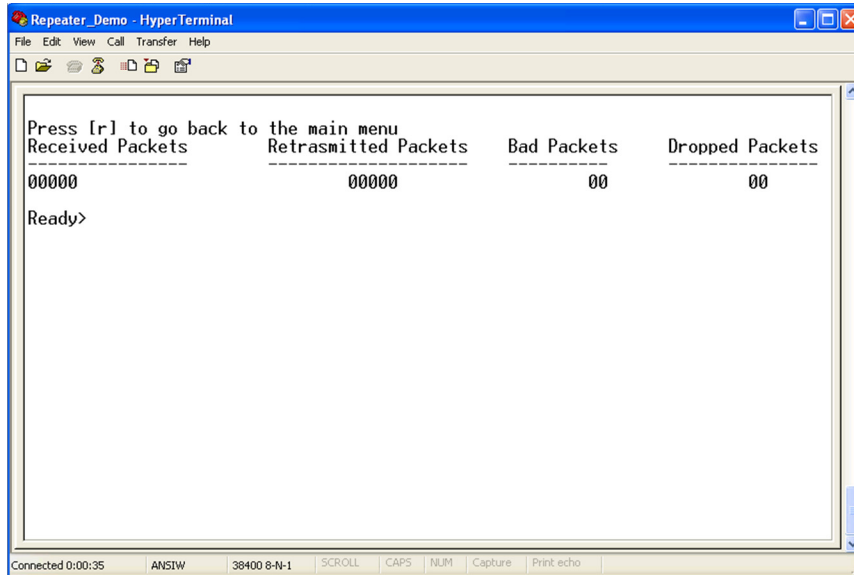 Repeater_Demo - HyperTerminal
File Edit View Call Transfer Help
Press [r] to go back to the main menu
Received Packets Retrasmitted Packets Bad Packets Dropped Packets
---------------- -------------------- ---------- ---------------
00000 00000 00 00
Ready>
Connected 0:00:35 ANSIW 38400 8-N-1 SCROLL CAPS NUM Capture Print echo